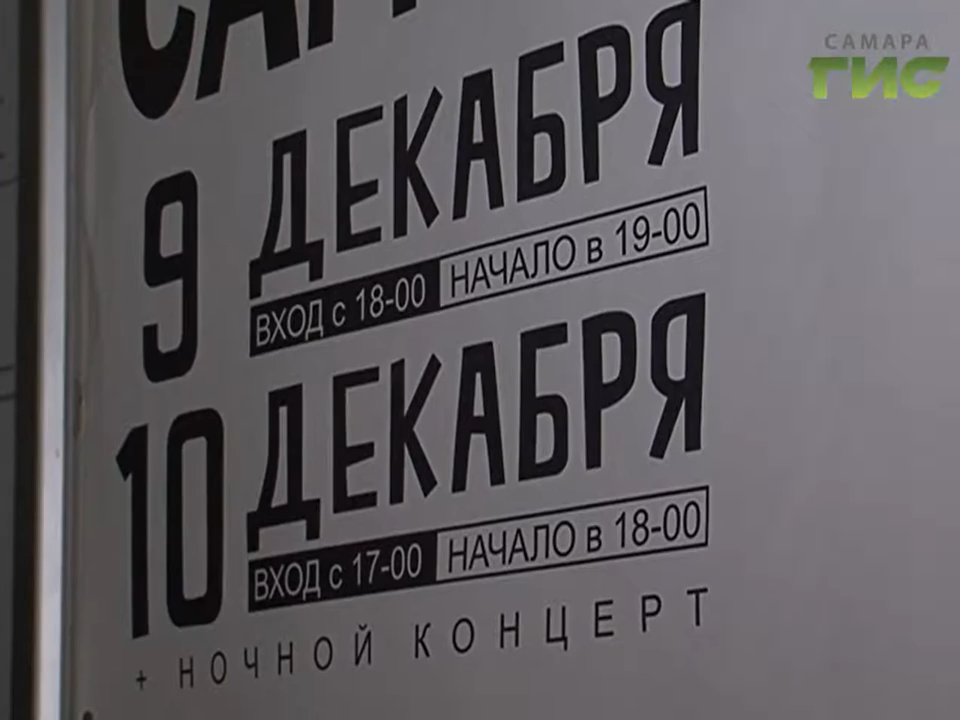 САМАРА
ГИС
9 ДЕКАБРЯ
ВХОД с 18-00 НАЧАЛО в 19-00
10 ДЕКАБРЯ
ВХОД с 17-00 НАЧАЛО в 18-00
+ НОЧНОЙ КОНЦЕРТ